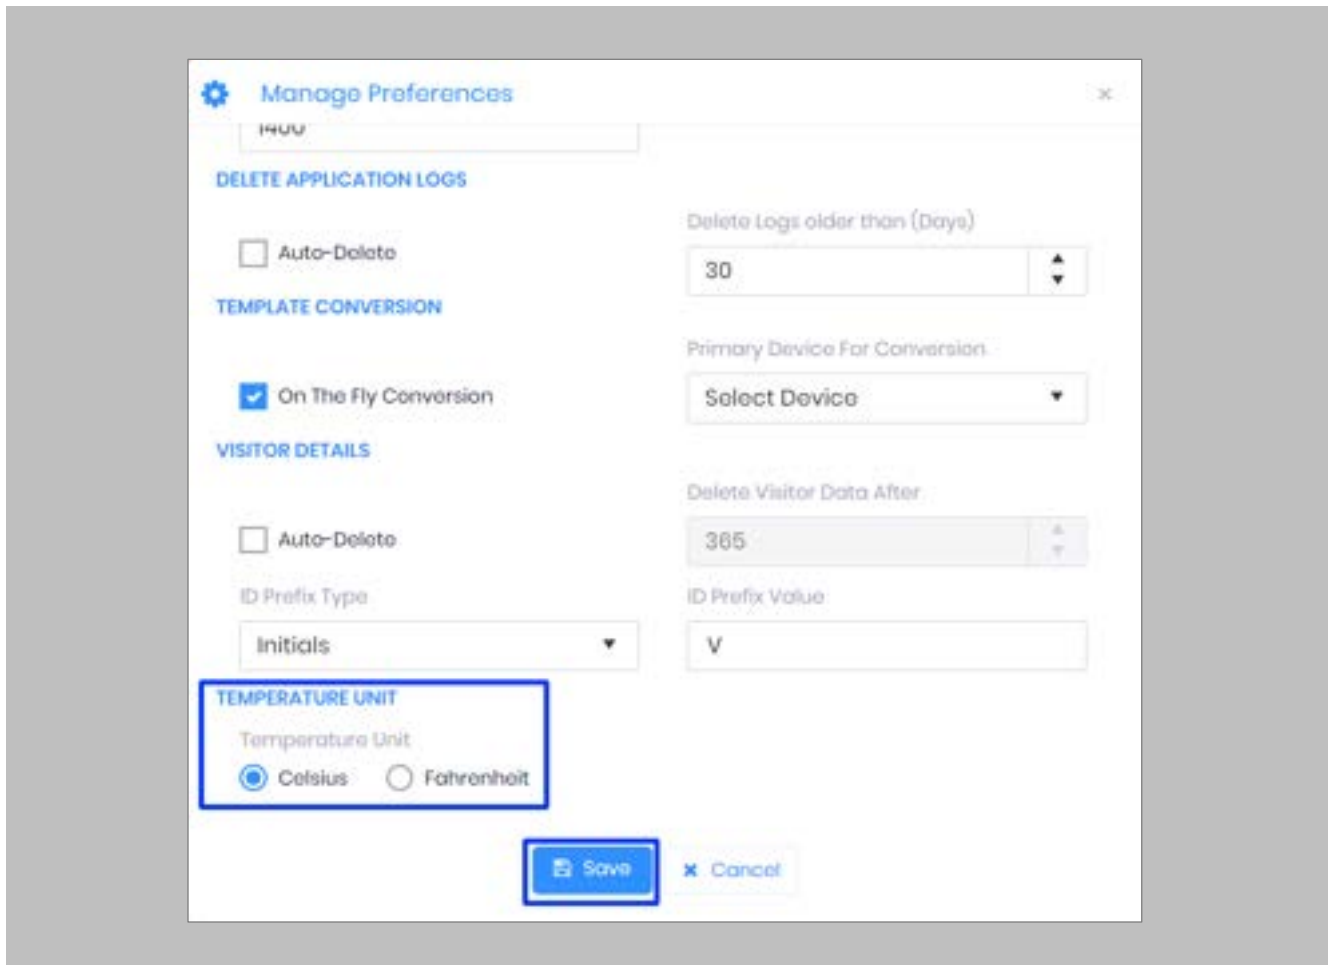 Manage Preferences
1400
DELETE APPLICATION LOGS
Delete Logs older than (Days)
Auto-Delete
30
TEMPLATE CONVERSION
Primary Device For Conversion
On The Fly Conversion
Select Device
VISITOR DETAILS
Delete Visitor Data After
Auto-Delete
365
ID Prefix Type
ID Prefix Value
Initials
V
TEMPERATURE UNIT
Temperature Unit
Celsius Fahrenheit
Save Cancel